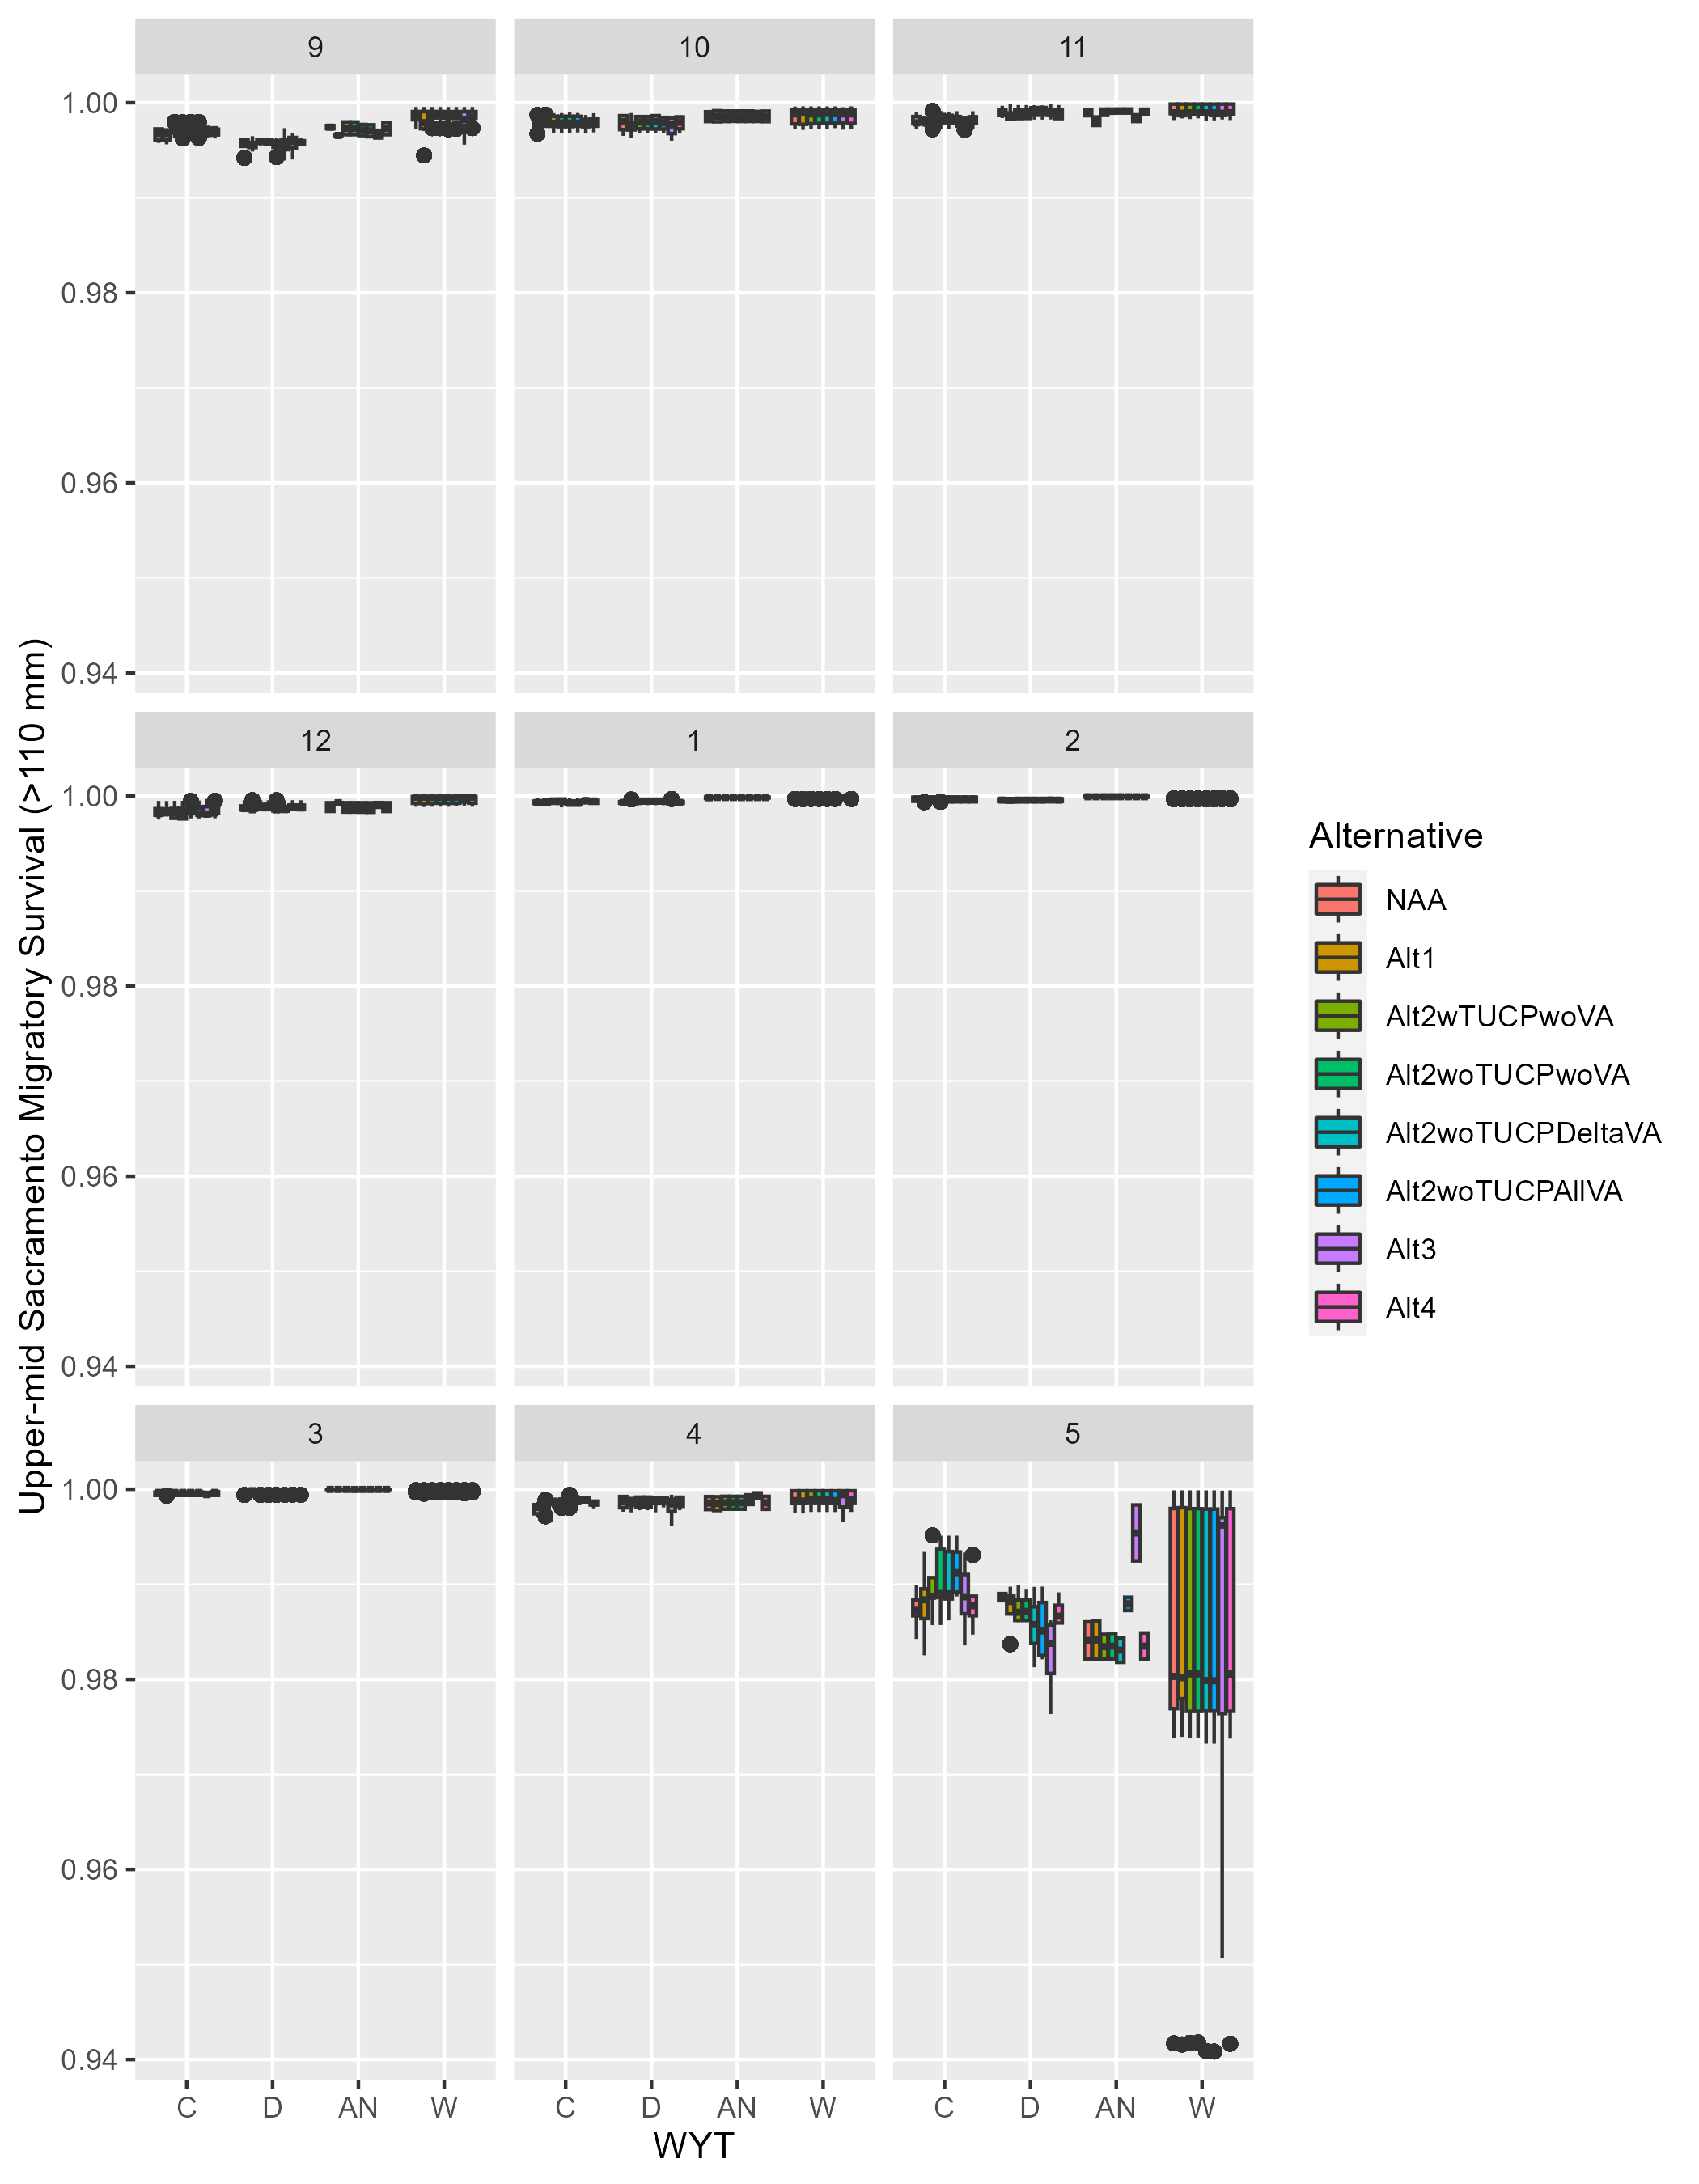 9 10 11
1.00
0.98
0.96
0.94
12 1 2
1.00
0.98
0.96
0.94
3 4 5
1.00
0.98
0.96
0.94
C D AN W C D AN W C D AN W
WYT
Upper-mid Sacramento Migratory Survival (>110 mm)
Alternative
NAA
Alt1
Alt2wTUCPwoVA
Alt2woTUCPwoVA
Alt2woTUCPDeltaVA
Alt2woTUCPAllVA
Alt3
Alt4